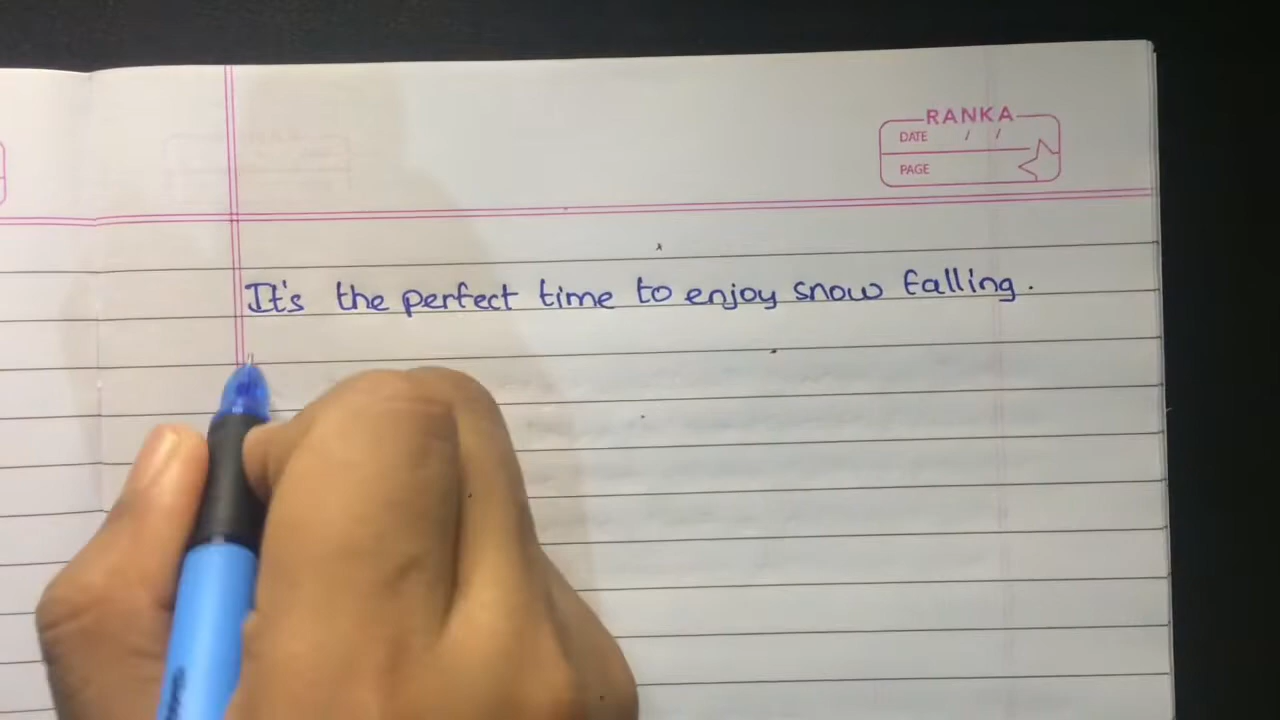 RANKA
DATE / /
PAGE
It's the perfect time to enjoy snow falling.